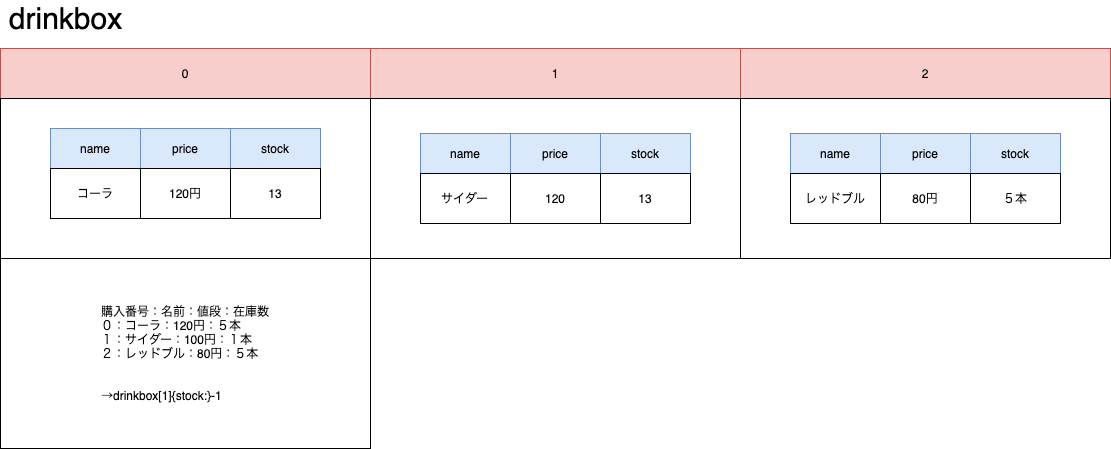 drinkbox
0 1 2
name price stock name price stock name price stock
コーラ 120円 13 サイダー 120 13 レッドブル 80円 5本
購入番号：名前：値段：在庫数
０：コーラ：120円：５本
１：サイダー：100円：１本
２：レッドブル：80円：５本
→drinkbox[1]{stock:}-1